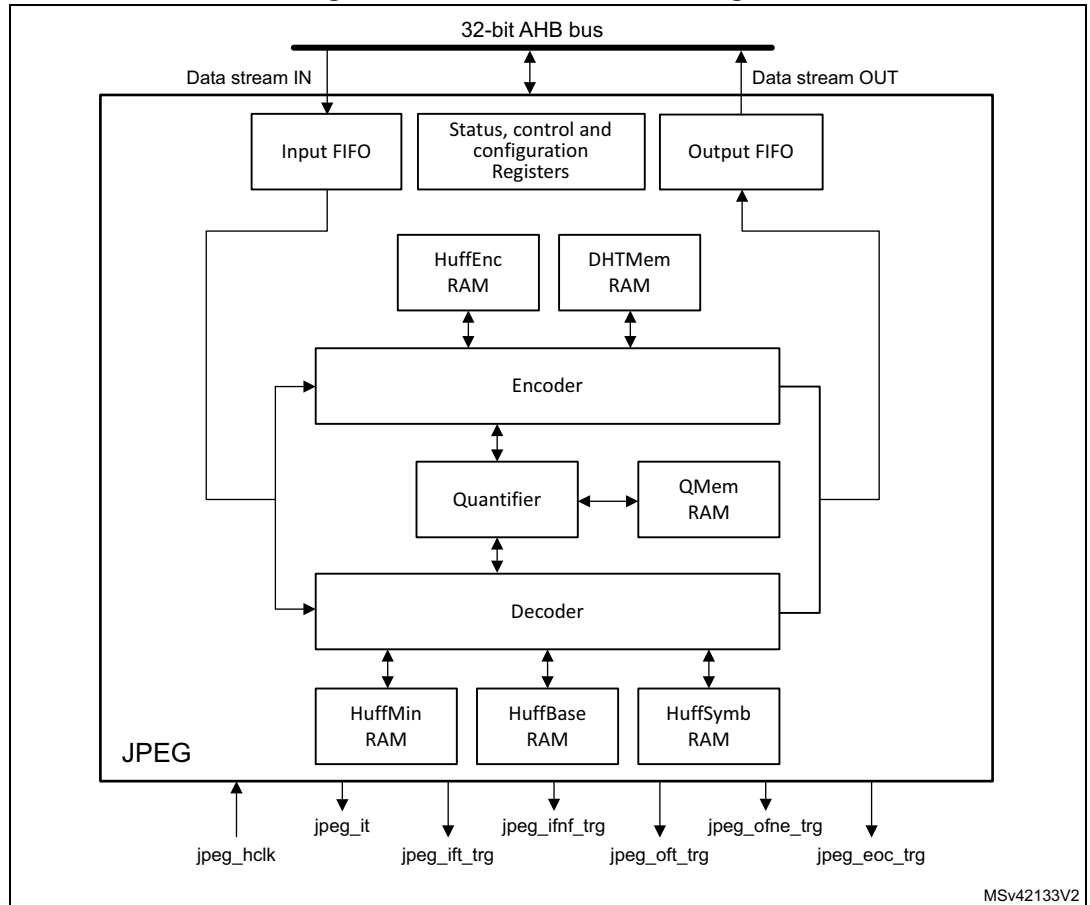 32-bit AHB bus
Data stream IN
Data stream OUT
Input FIFO
Status, control and
configuration
Registers
Output FIFO
HuffEnc
RAM
DHTMem
RAM
Encoder
Quantifier
QMem
RAM
Decoder
HuffMin
RAM
HuffBase
RAM
HuffSymb
RAM
JPEG
jpeg_hclk
jpeg_it
jpeg_ift_trg
jpeg_ifnf_trg
jpeg_oft_trg
jpeg_ofne_trg
jpeg_eoc_trg
MSv42133V2